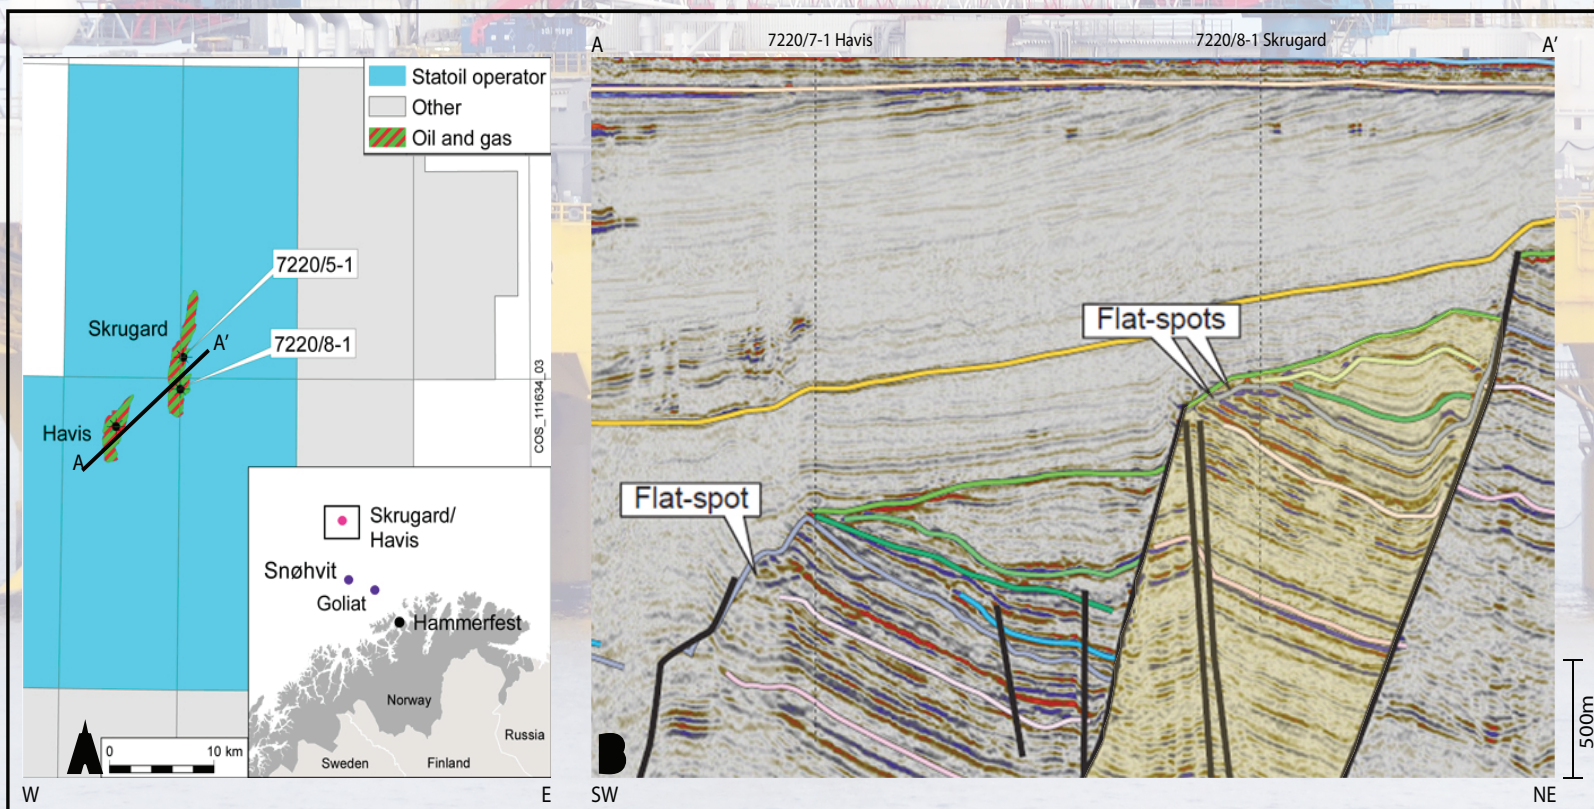 A
7220/7-1 Havis
7220/8-1 Skrugard
A'
Statoil operator
Other
Oil and gas
7220/5-1
Skrugard
A'
7220/8-1
Havis
A
COS_111634_03
Skrugard/
Havis
Snøhvit
Goliat
Hammerfest
Norway
Russia
Sweden
Finland
A
0
10 km
W
E
Flat-spots
Flat-spot
B
500m
SW
NE